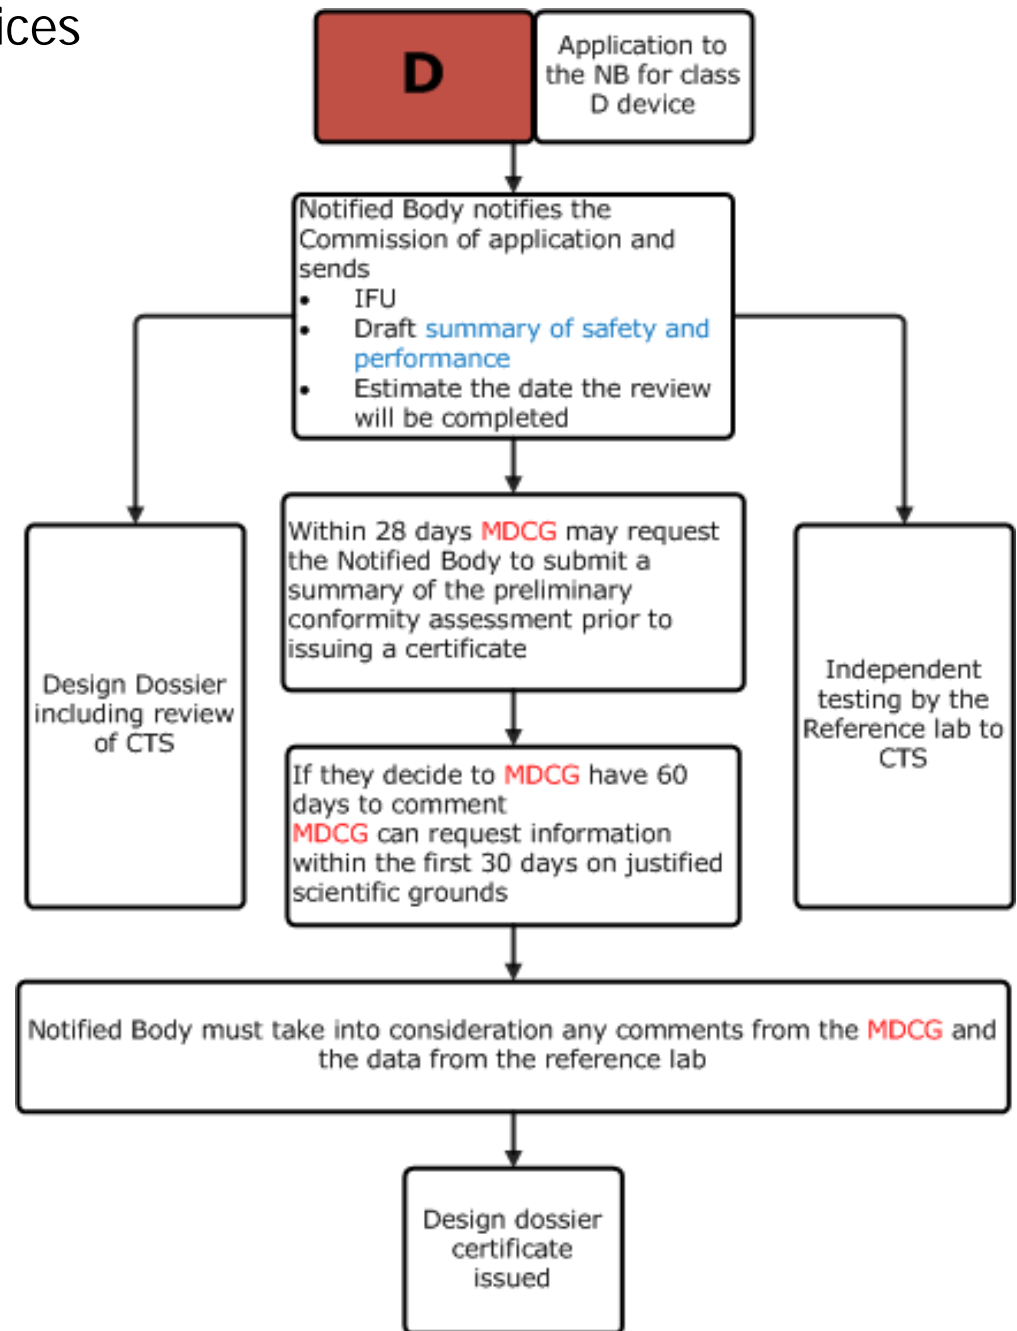 ices
D
Application to
the NB for class
D device
Notified Body notifies the
Commission of application and
sends
• IFU
• Draft summary of safety and
performance
• Estimate the date the review
will be completed
Within 28 days MDCG may request
the Notified Body to submit a
summary of the preliminary
conformity assessment prior to
issuing a certificate
Design Dossier
including review
of CTS
Independent
testing by the
Reference lab to
CTS
If they decide to MDCG have 60
days to comment
MDCG can request information
within the first 30 days on justified
scientific grounds
Notified Body must take into consideration any comments from the MDCG and
the data from the reference lab
Design dossier
certificate
issued